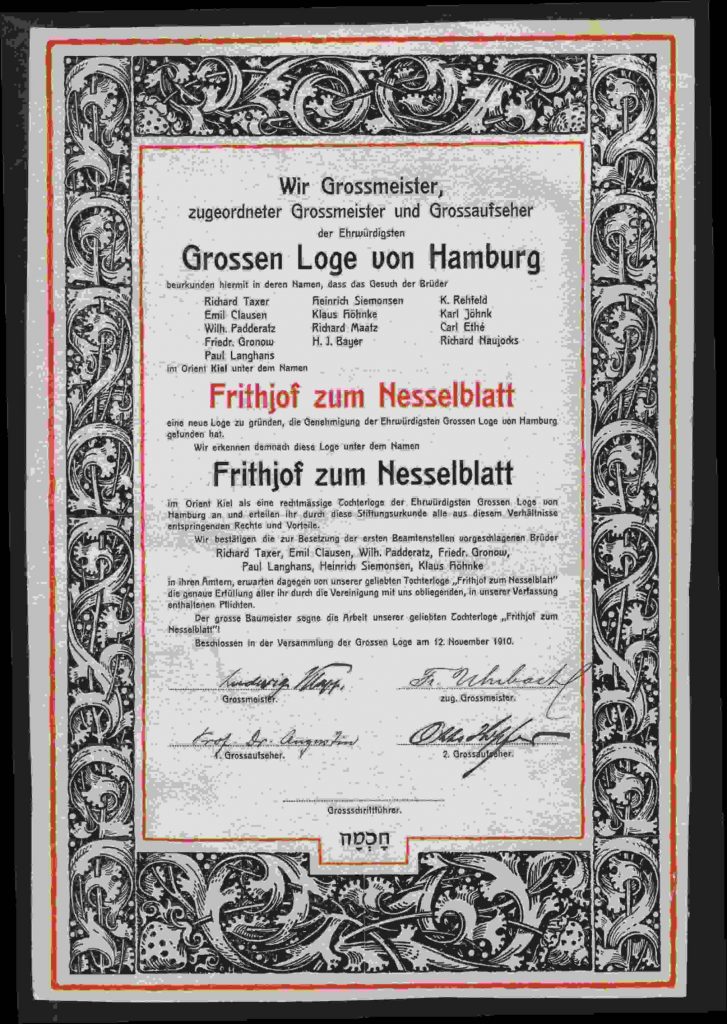 Wir Grossmeister,
zugeordneter Grossmeister und Grossaufseher
der Ehrwürdigsten
Grossen Loge von Hamburg
beurkunden hiermit in deren Namen, dass das Gesuch der Brüder
Richard Taxer Heinrich Siemonsen K. Rehfeld
Emil Clausen Klaus Höhnke Karl Jöhnk
Wilh. Padderatz Richard Maatz Carl Ethé
Friedr. Gronow H. J. Bayer Richard Naujocks
Paul Langhans
im Orient Kiel unter dem Namen
Frithjof zum Nesselblatt
eine neue Loge zu gründen, die Genehmigung der Ehrwürdigsten Grossen Loge von Hamburg
gefunden hat.
Wir erkennen demnach diese Loge unter dem Namen
Frithjof zum Nesselblatt
im Orient Kiel als eine rechtmässige Tochterloge der Ehrwürdigsten Grossen Loge von
Hamburg an und erteilen ihr durch diese Stiftungsurkunde alle aus diesem Verhältnisse
entspringenden Rechte und Vorteile.
Wir bestätigen die zur Besetzung der ersten Beamtenstellen vorgeschlagenen Brüder
Richard Taxer, Emil Clausen, Wilh. Padderatz, Friedr. Gronow,
Paul Langhans, Heinrich Siemonsen, Klaus Höhnke
in ihren Ämtern, erwarten dagegen von unserer geliebten Tochterloge „Frithjof zum Nesselblatt"
die genaue Erfüllung aller ihr durch die Vereinigung mit uns obliegenden, in unserer Verfassung
enthaltenen Pflichten.
Der grosse Baumeister segne die Arbeit unserer geliebten Tochterloge „Frithjof zum
Nesselblatt"!
Beschlossen in der Versammlung der Grossen Loge am 12. November 1910.
Ludwig Fr.
Grossmeister. zug. Grossmeister.
Prof. Dr. Augustin Otto
1. Grossaufseher. 2. Grossaufseher.
Grossschriftführer.
חָכְמָה